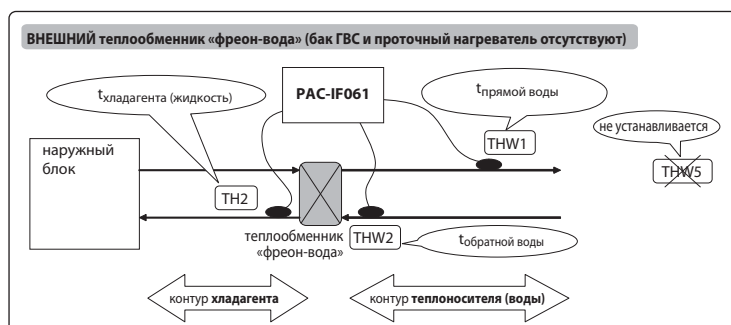 ВНЕШНИЙ теплообменник «фреон-вода» (бак ГВС и проточный нагреватель отсутствуют)
tхладагента (жидкость)
PAC-IF061
tпрямой воды
не устанавливается
наружный
блок
THW1
THW5
TH2
теплообменник
«фреон-вода»
THW2
tобратной воды
контур хладагента
контур теплоносителя (воды)